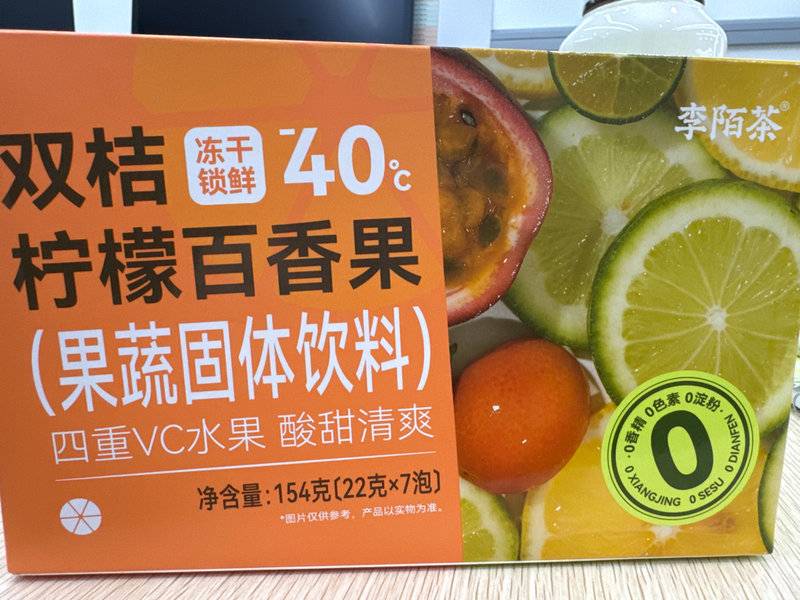 李陌茶®
双桔
冻干
锁鲜
-40℃
柠檬百香果
(果蔬固体饮料)
四重VC水果 酸甜清爽
净含量:154克(22克×7泡)
*图片仅供参考,产品以实物为准。
·0香精 0色素 0淀粉·
0
0 XIANGJING 0 SESU 0 DIANFEN